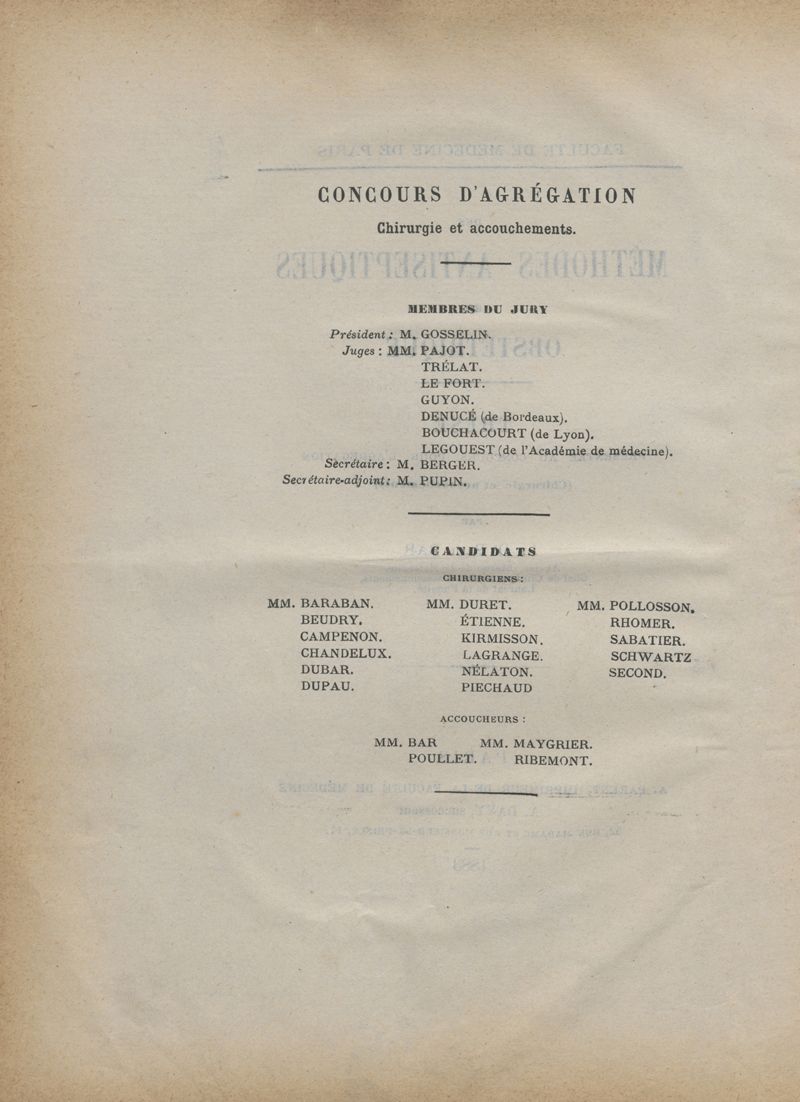 CONCOURS D'AGRÉGATION
Chirurgie et accouchements.
MEMBRES DU JURY
Président : M. GOSSELIN.
Juges : MM. PAJOT.
TRÉLAT.
LE FORT.
GUYON.
DENUCÉ (de Bordeaux).
BOUCHACOURT (de Lyon).
LEGOUEST (de l'Académie de médecine).
Secrétaire : M. BERGER.
Secrétaire-adjoint : M. PUPIN.
CANDIDATS
CHIRURGIENS :
MM. BARABAN. MM. DURET. MM. POLLOSSON.
BEUDRY. ÉTIENNE. RHOMER.
CAMPENON. KIRMISSON. SABATIER.
CHANDELUX. LAGRANGE. SCHWARTZ
DUBAR. NÉLATON. SECOND.
DUPAU. PIECHAUD
ACCOUCHEURS :
MM. BAR MM. MAYGRIER.
POULLET. RIBEMONT.